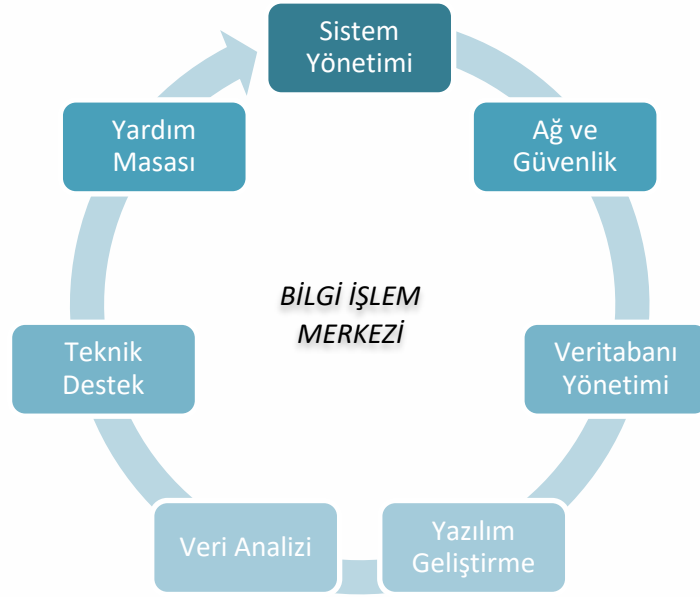 Sistem
Yönetimi
Ağ ve
Güvenlik
Veritabanı
Yönetimi
Yazılım
Geliştirme
Veri Analizi
Teknik
Destek
Yardım
Masası
BİLGİ İŞLEM
MERKEZİ